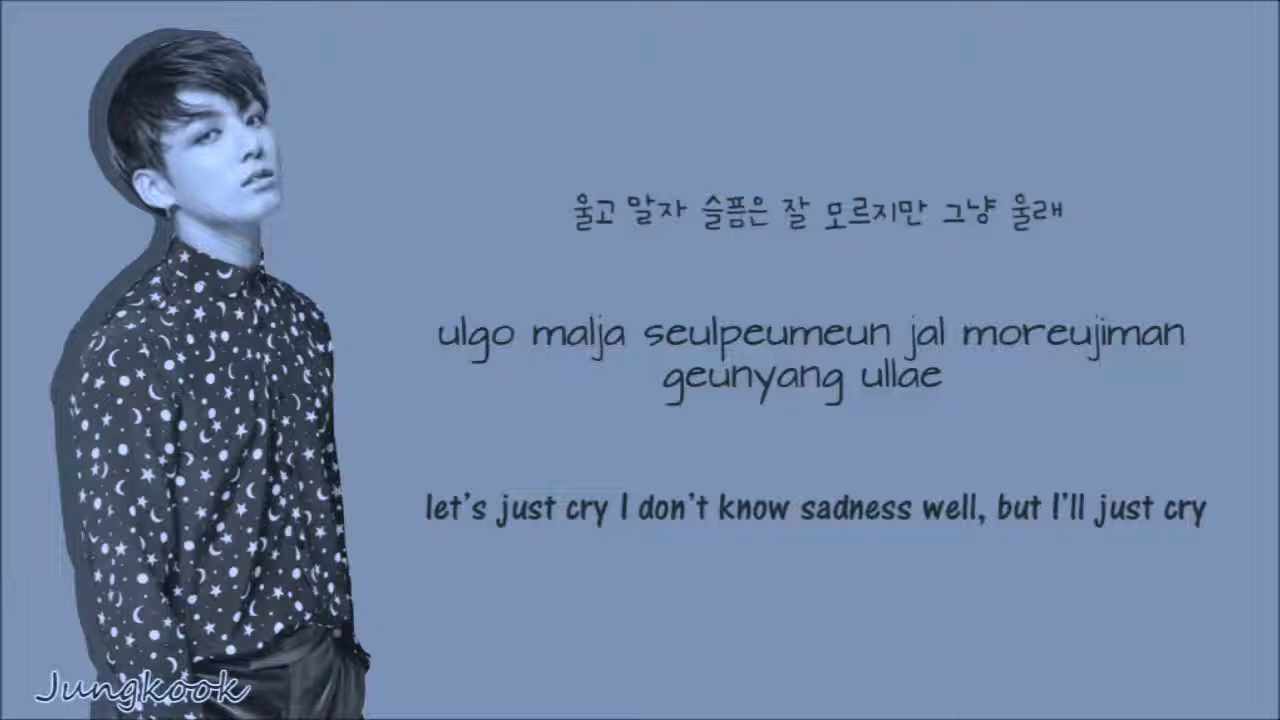 울고 말자 슬픔은 잘 모르지만 그냥 울래
ulgo malja seulpeumeun jal moreujiman
geunyang ullae
let's just cry I don't know sadness well, but I'll just cry
Jungkook